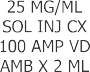 25 MG/ML
SOL INJ CX
100 AMP VD
AMB X 2 ML